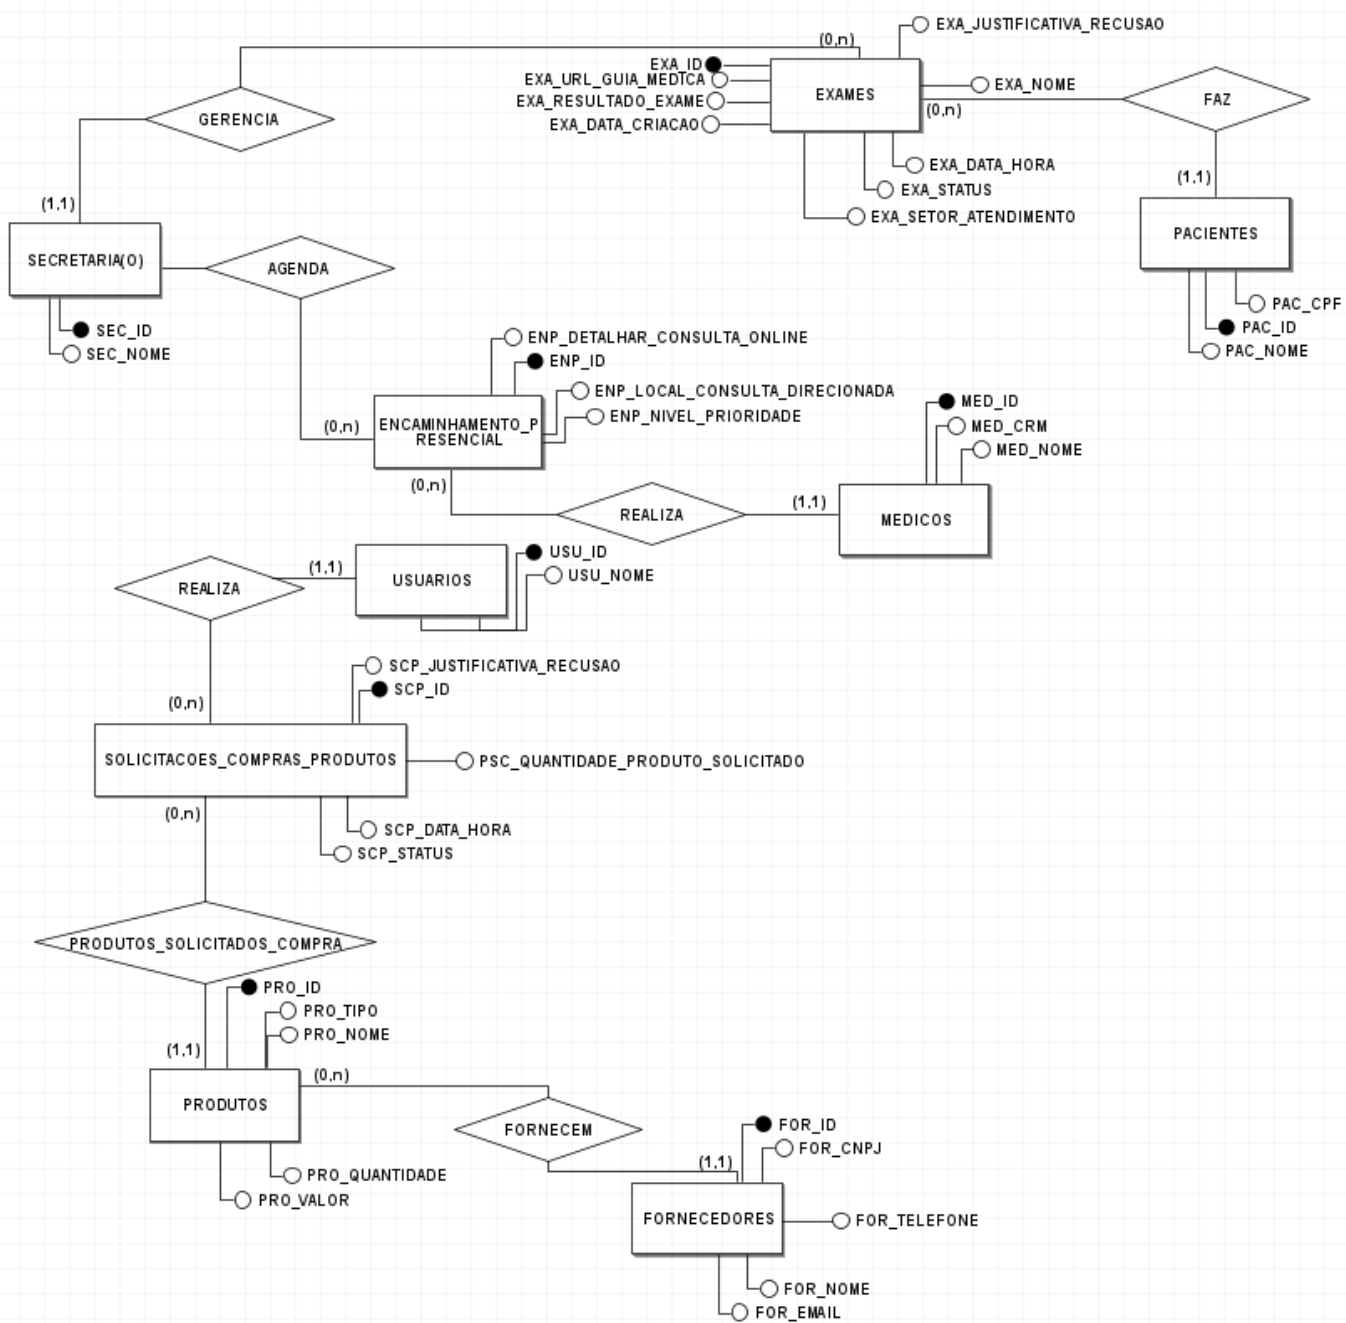 EXA_JUSTIFICATIVA_RECUSAO
(0,n)
EXA_ID
EXA_URL_GUIA_MEDICA
EXA_RESULTADO_EXAME
EXA_DATA_CRIACAO
EXAMES
EXA_NOME
(0,n)
FAZ
GERENCIA
EXA_DATA_HORA
EXA_STATUS
EXA_SETOR_ATENDIMENTO
(1,1)
(1,1)
PACIENTES
SECRETARIA(O)
AGENDA
PAC_CPF
PAC_ID
PAC_NOME
SEC_ID
SEC_NOME
ENP_DETALHAR_CONSULTA_ONLINE
ENP_ID
ENP_LOCAL_CONSULTA_DIRECIONADA
ENP_NIVEL_PRIORIDADE
(0,n)
ENCAMINHAMENTO_P
RESENCIAL
MED_ID
MED_CRM
MED_NOME
(0,n)
REALIZA
(1,1)
MEDICOS
REALIZA
(1,1)
USUARIOS
USU_ID
USU_NOME
SCP_JUSTIFICATIVA_RECUSAO
SCP_ID
(0,n)
SOLICITACOES_COMPRAS_PRODUTOS
PSC_QUANTIDADE_PRODUTO_SOLICITADO
(0,n)
SCP_DATA_HORA
SCP_STATUS
PRODUTOS_SOLICITADOS_COMPRA
PRO_ID
PRO_TIPO
PRO_NOME
(1,1)
(0,n)
PRODUTOS
FORNECEM
FOR_ID
FOR_CNPJ
(1,1)
PRO_QUANTIDADE
PRO_VALOR
FORNECEDORES
FOR_TELEFONE
FOR_NOME
FOR_EMAIL